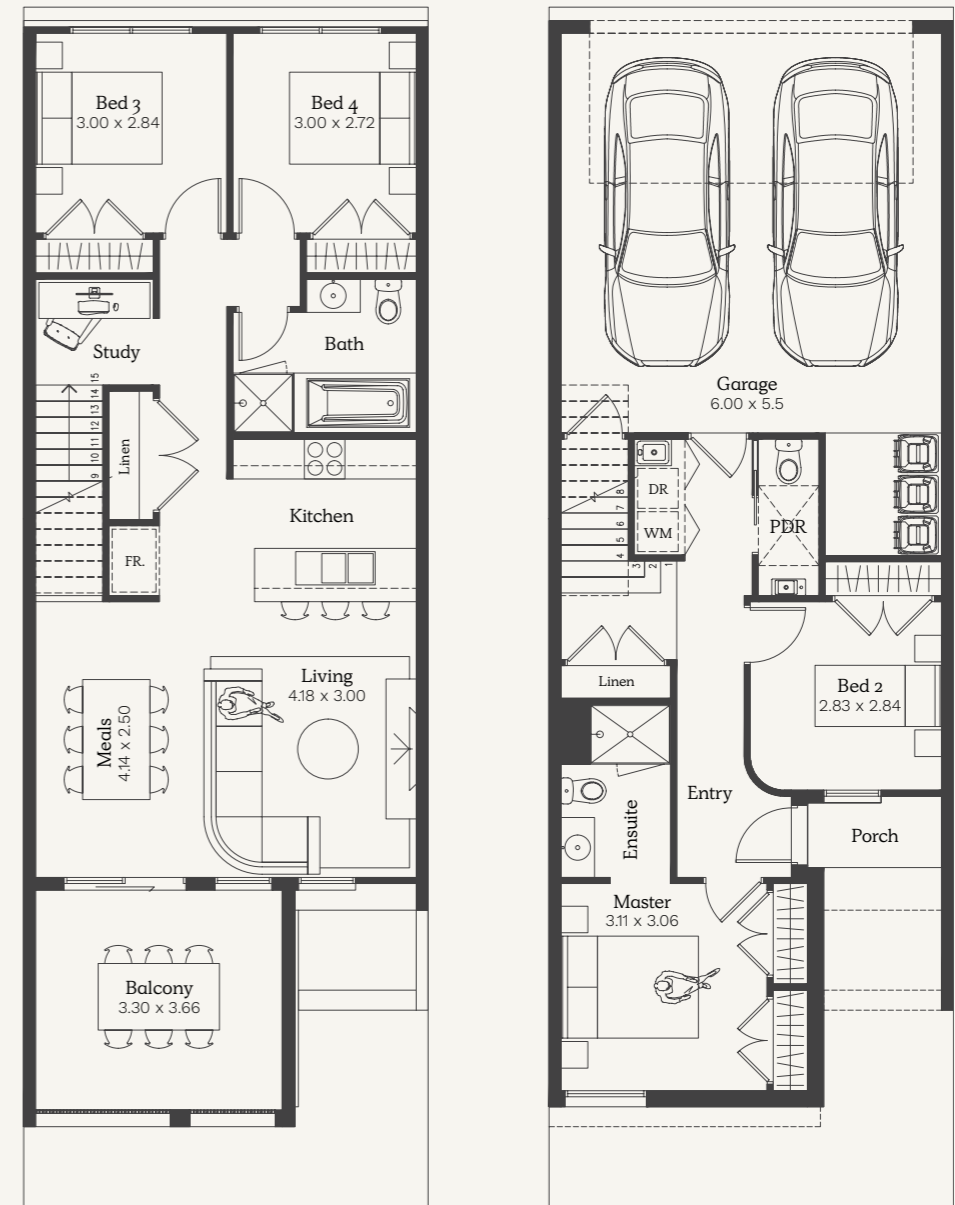 Bed 3
3.00 x 2.84
Bed 4
3.00 x 2.72
Study
Bath
15
14
13
12
11
10
9
Linen
Kitchen
FR.
Living
4.18 x 3.00
Meals
4.14 x 2.50
Balcony
3.30 x 3.66
Garage
6.00 x 5.5
DR
WM
PDR
8
7
6
5
4
3
2
1
Linen
Bed 2
2.83 x 2.84
Entry
Porch
Ensuite
Master
3.11 x 3.06